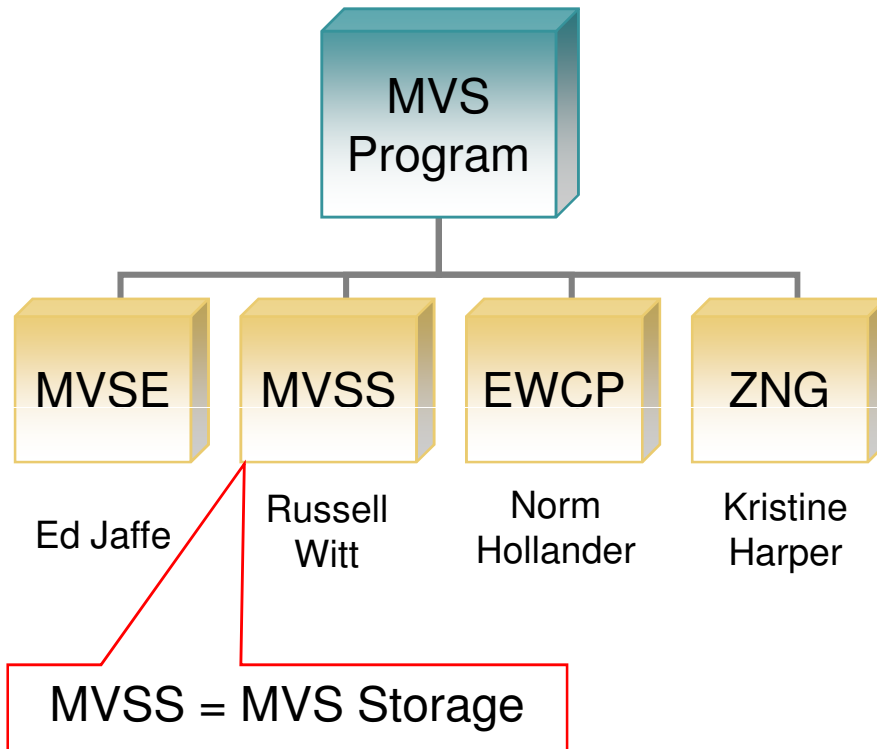 MVS
Program
MVSE
MVSS
EWCP
ZNG
Ed Jaffe
Russell
Witt
Norm
Hollander
Kristine
Harper
MVSS = MVS Storage